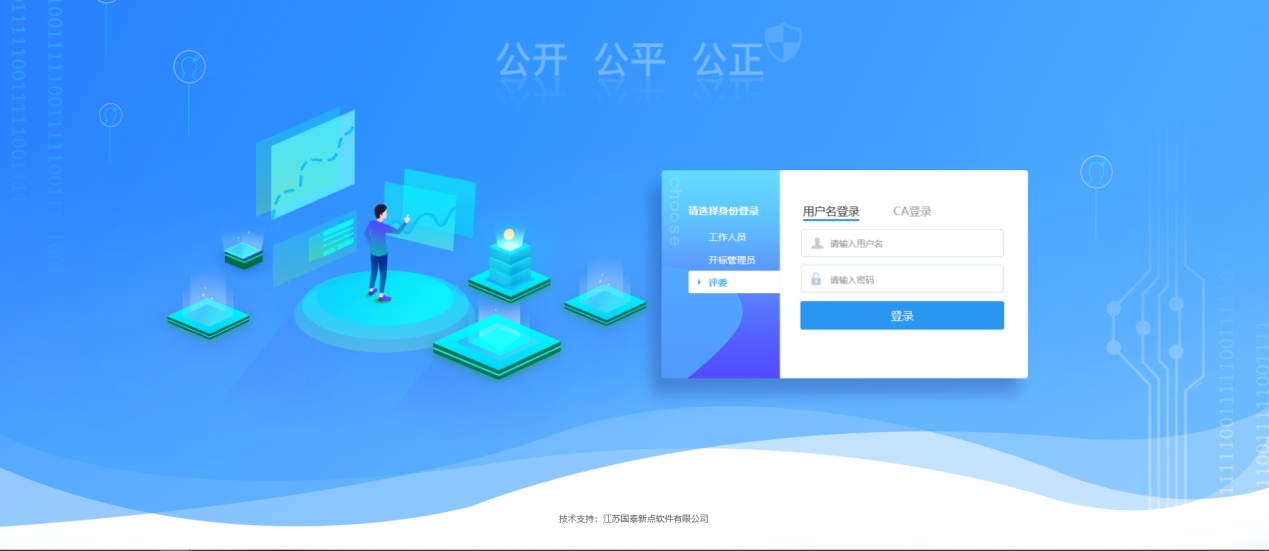 公开 公平 公正
choose
请选择身份登录
工作人员
开标管理员
评委
用户名登录 CA登录
请输入用户名
请输入密码
登录
技术支持：江苏国泰新点软件有限公司